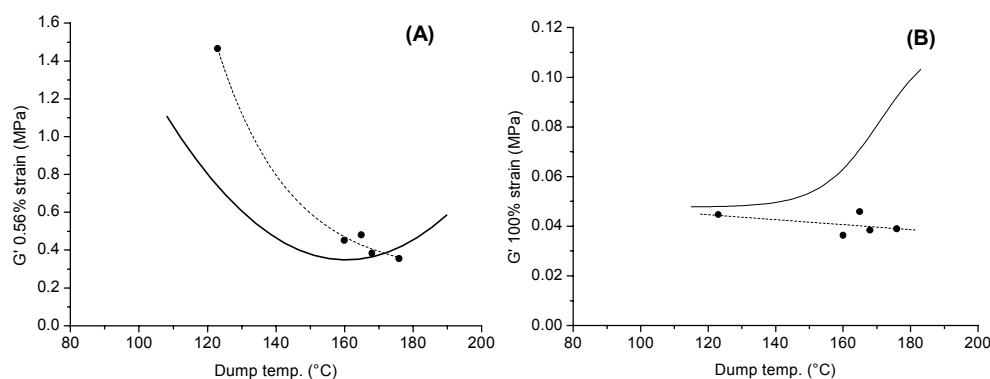 (A)
G' 0.56% strain (MPa)
1.6
1.4
1.2
1.0
0.8
0.6
0.4
0.2
0.0
80 100 120 140 160 180 200
Dump temp. (°C)
(B)
G' 100% strain (MPa)
0.12
0.10
0.08
0.06
0.04
0.02
0.00
80 100 120 140 160 180 200
Dump temp. (°C)